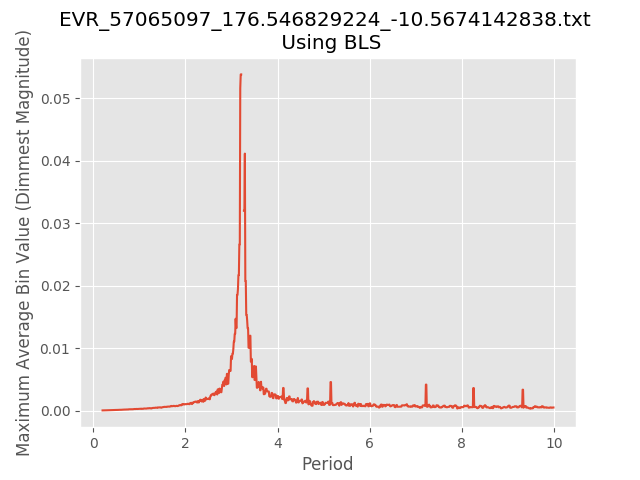 EVR_57065097_176.546829224_-10.5674142838.txt
Using BLS
Maximum Average Bin Value (Dimmest Magnitude)
0.05
0.04
0.03
0.02
0.01
0.00
0 2 4 6 8 10
Period